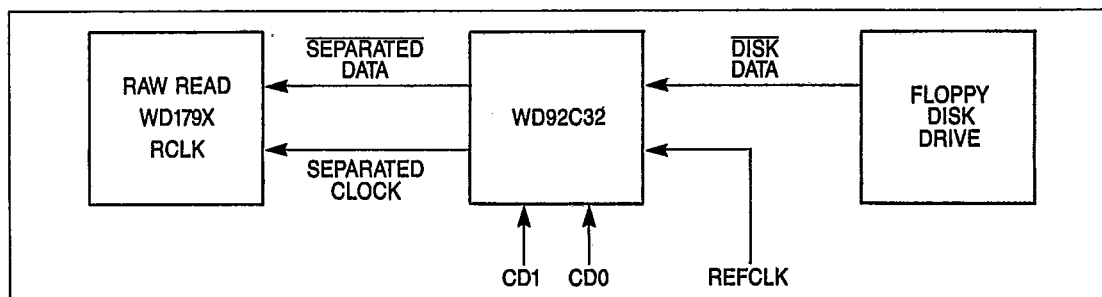 RAW READ
WD179X
RCLK
SEPARATED
DATA
SEPARATED
CLOCK
WD92C32
DISK
DATA
FLOPPY
DISK
DRIVE
CD1
CD0
REFCLK